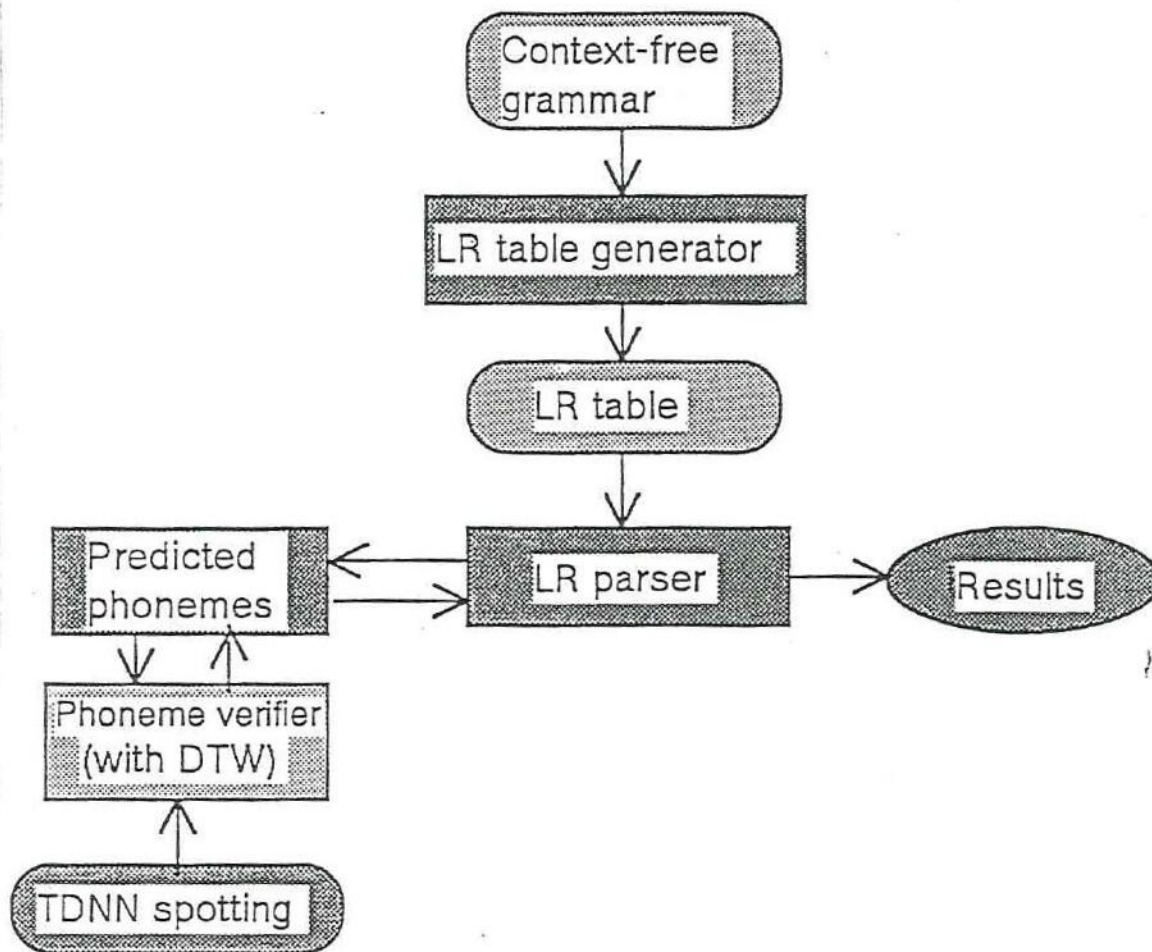 Context-free
grammar
LR table generator
LR table
Predicted
phonemes
LR parser
Results
Phoneme verifier
(with DTW)
TDNN spotting